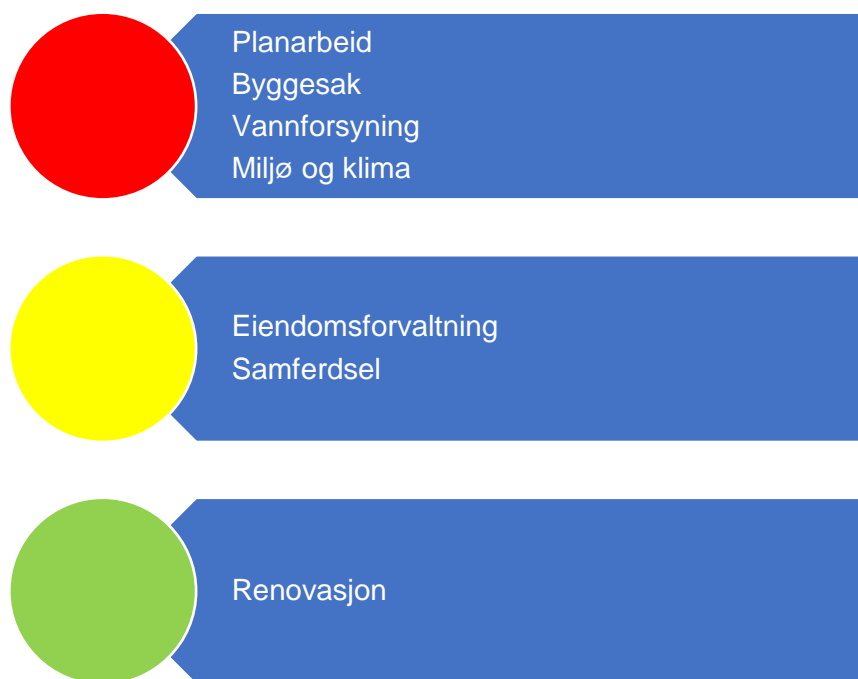 Planarbeid
Byggesak
Vannforsyning
Miljø og klima
Eiendomsforvaltning
Samferdsel
Renovasjon